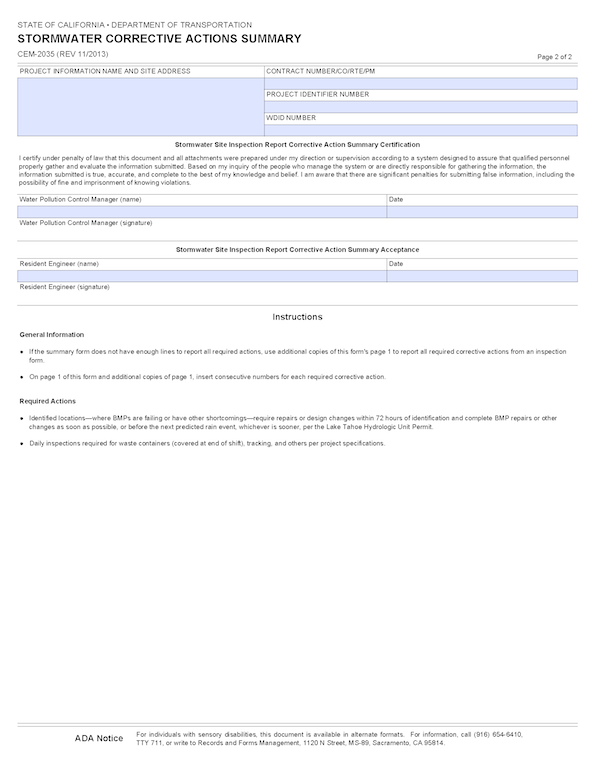 STATE OF CALIFORNIA • DEPARTMENT OF TRANSPORTATION
STORMWATER CORRECTIVE ACTIONS SUMMARY
CEM-2035 (REV 11/2013)
Page 2 of 2
PROJECT INFORMATION NAME AND SITE ADDRESS
CONTRACT NUMBER/CO/RTE/PM
PROJECT IDENTIFIER NUMBER
WDID NUMBER
Stormwater Site Inspection Report Corrective Action Summary Certification
I certify under penalty of law that this document and all attachments were prepared under my direction or supervision according to a system designed to assure that qualified personnel
properly gather and evaluate the information submitted. Based on my inquiry of the people who manage the system or are directly responsible for gathering the information, the
information submitted is true, accurate, and complete to the best of my knowledge and belief. I am aware that there are significant penalties for submitting false information, including the
possibility of fine and imprisonment of knowing violations.
Water Pollution Control Manager (name)
Date
Water Pollution Control Manager (signature)
Stormwater Site Inspection Report Corrective Action Summary Acceptance
Resident Engineer (name)
Date
Resident Engineer (signature)
Instructions
General Information
• If the summary form does not have enough lines to report all required actions, use additional copies of this form's page 1 to report all required corrective actions from an inspection
form.
• On page 1 of this form and additional copies of page 1, insert consecutive numbers for each required corrective action.
Required Actions
• Identified locations—where BMPs are failing or have other shortcomings—require repairs or design changes within 72 hours of identification and complete BMP repairs or other
changes as soon as possible, or before the next predicted rain event, whichever is sooner, per the Lake Tahoe Hydrologic Unit Permit.
• Daily inspections required for waste containers (covered at end of shift), tracking, and others per project specifications.
ADA Notice
For individuals with sensory disabilities, this document is available in alternate formats. For information, call (916) 654-6410,
TTY 711, or write to Records and Forms Management, 1120 N Street, MS-89, Sacramento, CA 95814.